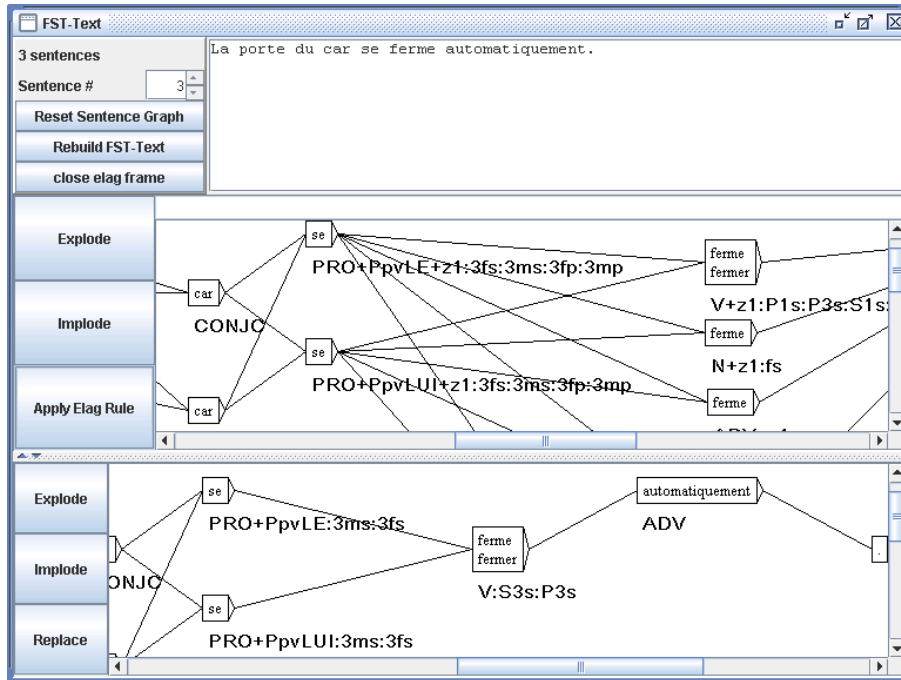 FST-Text
3 sentences
Sentence # 3
Reset Sentence Graph
Rebuild FST-Text
close elag frame
La porte du car se ferme automatiquement.
Explode
Implode
Apply Elag Rule
se
PRO+PpvLE+z1:3fs:3ms:3fp:3mp
car
CONJC
se
PRO+PpvLUI+z1:3fs:3ms:3fp:3mp
car
ferme
fermer
V+z1:P1s:P3s:S1s:
ferme
N+z1:fs
ferme
Explode
Implode
Replace
se
PRO+PpvLE:3ms:3fs
ONJC
se
PRO+PpvLUI:3ms:3fs
ferme
fermer
V:S3s:P3s
automatiquement
ADV
.